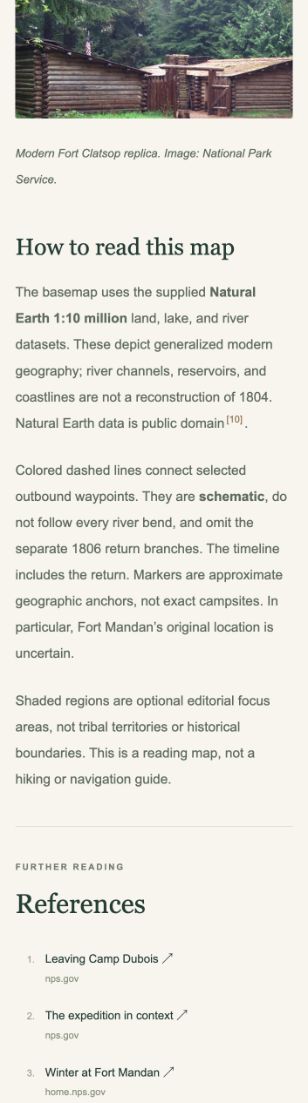 Modern Fort Clatsop replica. Image: National Park
Service.
How to read this map
The basemap uses the supplied Natural
Earth 1:10 million land, lake, and river
datasets. These depict generalized modern
geography; river channels, reservoirs, and
coastlines are not a reconstruction of 1804.
Natural Earth data is public domain [10].
Colored dashed lines connect selected
outbound waypoints. They are schematic, do
not follow every river bend, and omit the
separate 1806 return branches. The timeline
includes the return. Markers are approximate
geographic anchors, not exact campsites. In
particular, Fort Mandan’s original location is
uncertain.
Shaded regions are optional editorial focus
areas, not tribal territories or historical
boundaries. This is a reading map, not a
hiking or navigation guide.
FURTHER READING
References
1. Leaving Camp Dubois ↗
nps.gov
2. The expedition in context ↗
nps.gov
3. Winter at Fort Mandan ↗
home.nps.gov